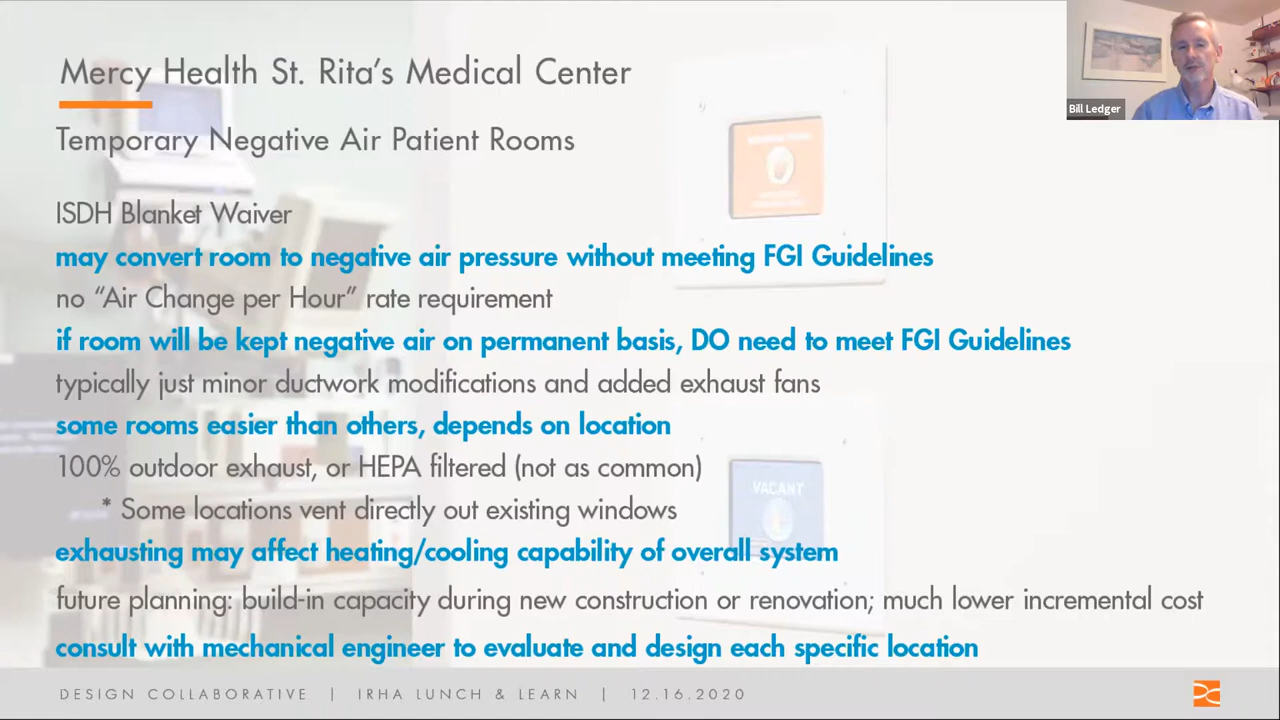 Mercy Health St. Rita's Medical Center
Bill Ledger
Temporary Negative Air Patient Rooms
ISDH Blanket Waiver
may convert room to negative air pressure without meeting FGI Guidelines
no “Air Change per Hour” rate requirement
if room will be kept negative air on permanent basis, DO need to meet FGI Guidelines
typically just minor ductwork modifications and added exhaust fans
some rooms easier than others, depends on location
100% outdoor exhaust, or HEPA filtered (not as common)
VACANT
* Some locations vent directly out existing windows
exhausting may affect heating/cooling capability of overall system
future planning: build-in capacity during new construction or renovation; much lower incremental cost
consult with mechanical engineer to evaluate and design each specific location
DESIGN COLLABORATIVE | IRHA LUNCH & LEARN | 12.16.2020